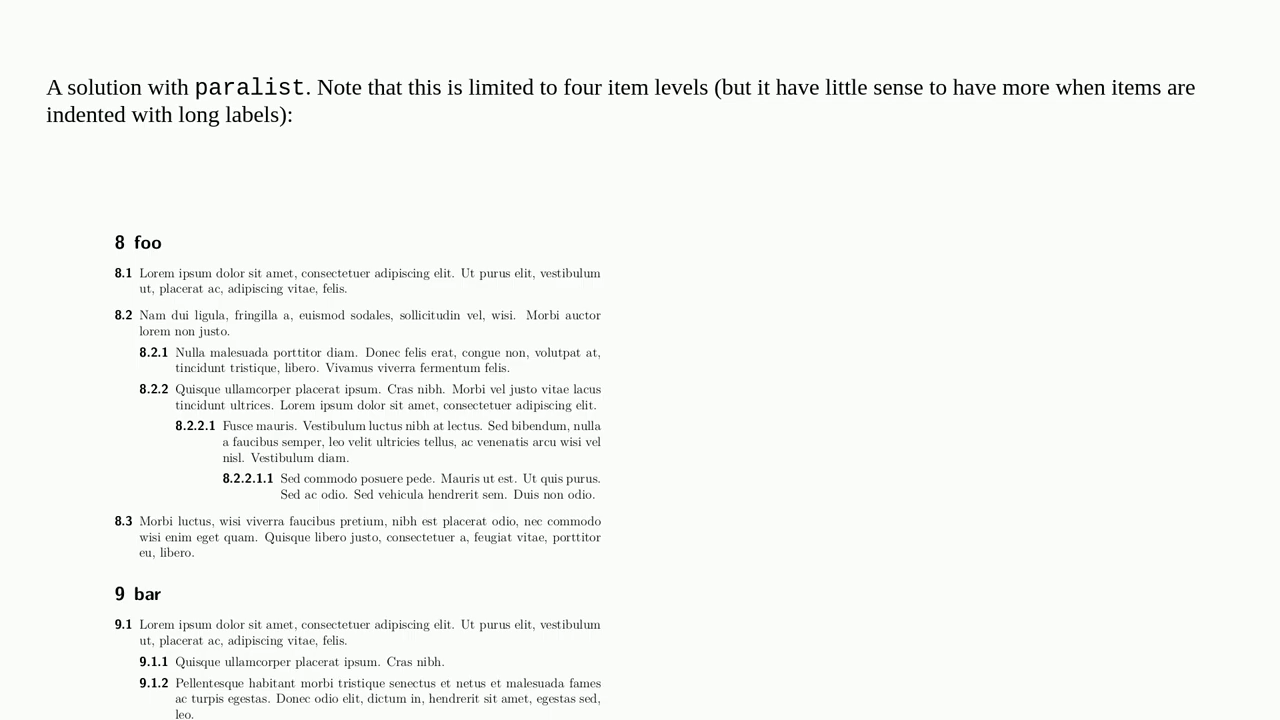 A solution with paralist. Note that this is limited to four item levels (but it have little sense to have more when items are
indented with long labels):
8 foo
8.1 Lorem ipsum dolor sit amet, consectetuer adipiscing elit. Ut purus elit, vestibulum
ut, placerat ac, adipiscing vitae, felis.
8.2 Nam dui ligula, fringilla a, euismod sodales, sollicitudin vel, wisi. Morbi auctor
lorem non justo.
8.2.1 Nulla malesuada porttitor diam. Donec felis erat, congue non, volutpat at,
tincidunt tristique, libero. Vivamus viverra fermentum felis.
8.2.2 Quisque ullamcorper placerat ipsum. Cras nibh. Morbi vel justo vitae lacus
tincidunt ultrices. Lorem ipsum dolor sit amet, consectetuer adipiscing elit.
8.2.2.1 Fusce mauris. Vestibulum luctus nibh at lectus. Sed bibendum, nulla
a faucibus semper, leo velit ultricies tellus, ac venenatis arcu wisi vel
nisl. Vestibulum diam.
8.2.2.1.1 Sed commodo posuere pede. Mauris ut est. Ut quis purus.
Sed ac odio. Sed vehicula hendrerit sem. Duis non odio.
8.3 Morbi luctus, wisi viverra faucibus pretium, nibh est placerat odio, nec commodo
wisi enim eget quam. Quisque libero justo, consectetuer a, feugiat vitae, porttitor
eu, libero.
9 bar
9.1 Lorem ipsum dolor sit amet, consectetuer adipiscing elit. Ut purus elit, vestibulum
ut, placerat ac, adipiscing vitae, felis.
9.1.1 Quisque ullamcorper placerat ipsum. Cras nibh.
9.1.2 Pellentesque habitant morbi tristique senectus et netus et malesuada fames
ac turpis egestas. Donec odio elit, dictum in, hendrerit sit amet, egestas sed,
leo.